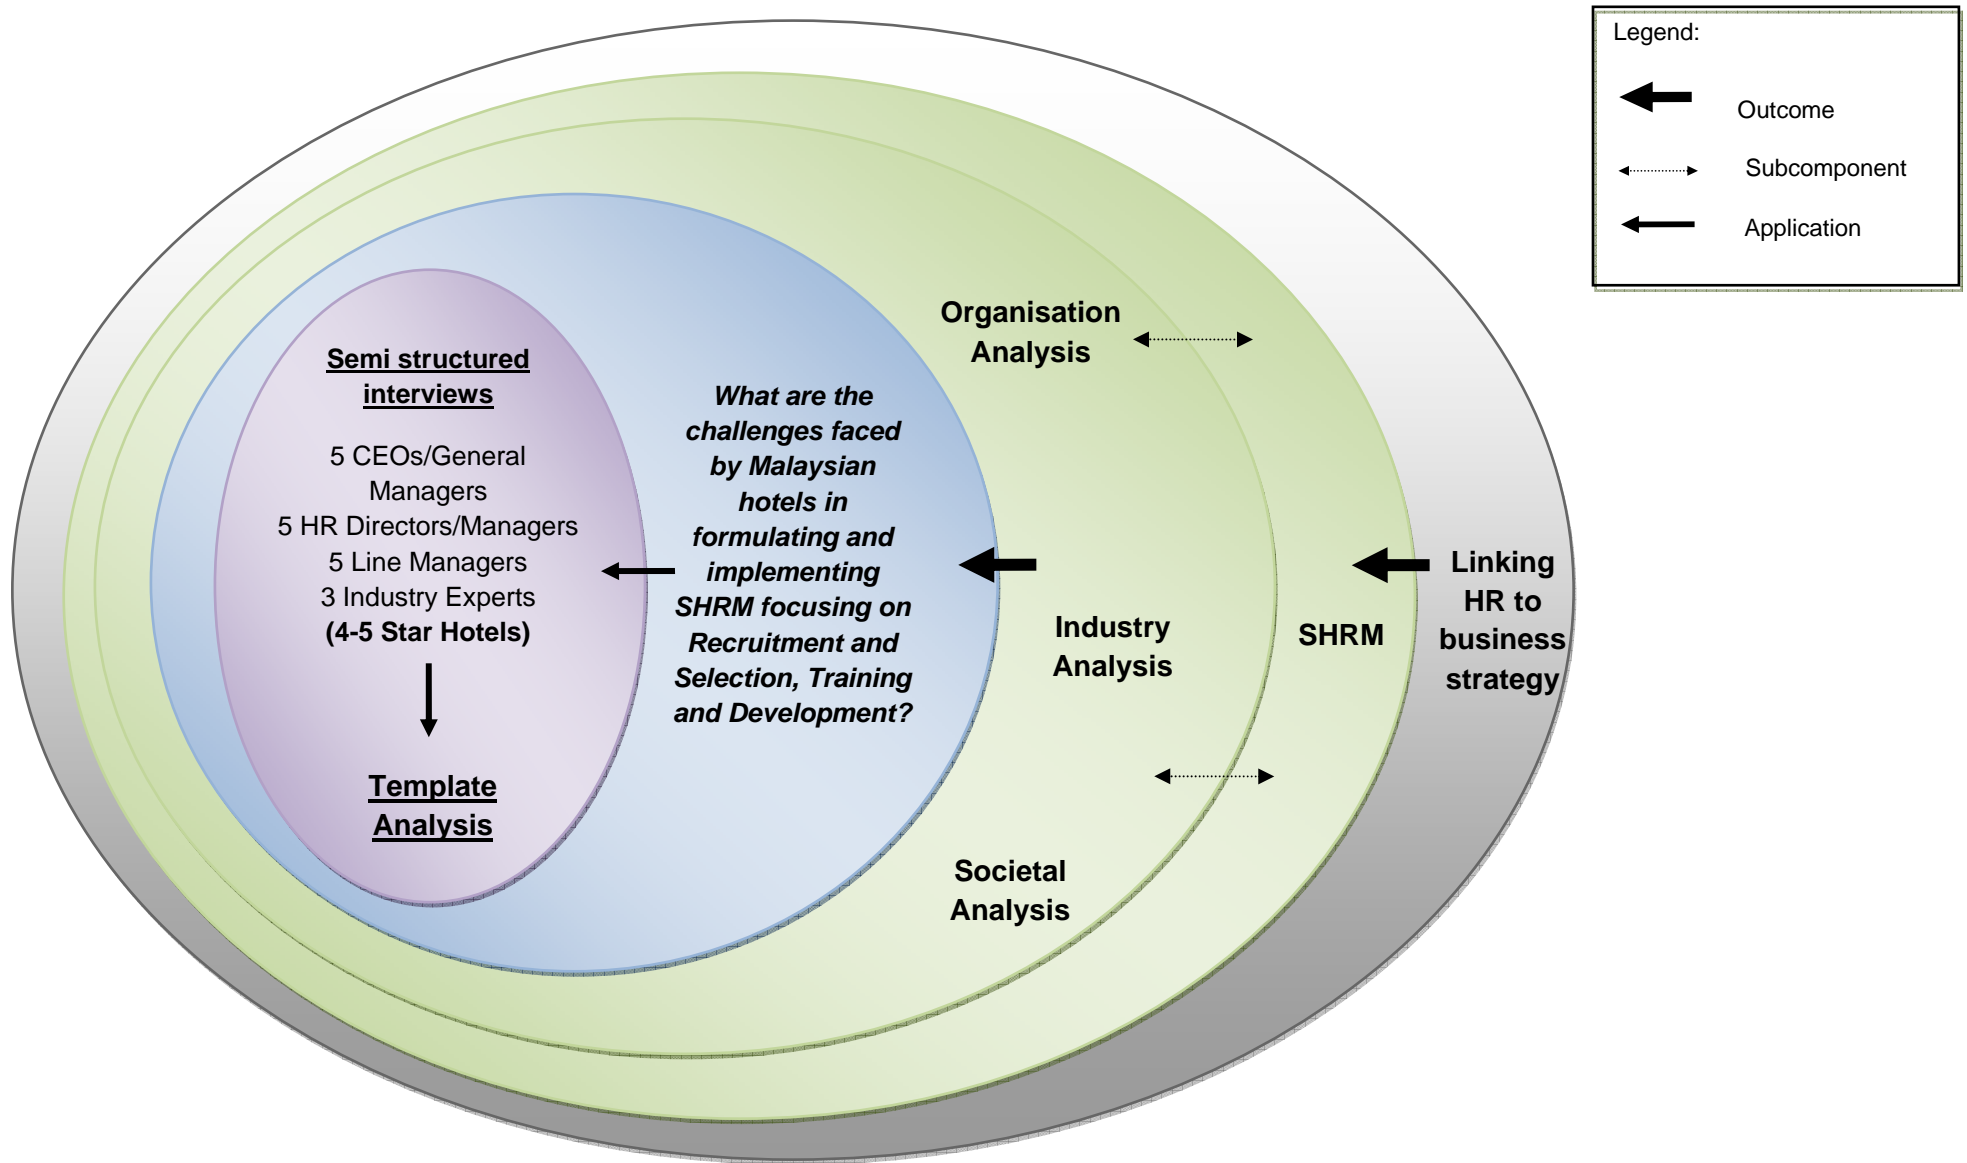 Legend:
Outcome
Subcomponent
Application
Semi structured
interviews
5 CEOs/General
Managers
5 HR Directors/Managers
5 Line Managers
3 Industry Experts
(4-5 Star Hotels)
Template
Analysis
What are the
challenges faced
by Malaysian
hotels in
formulating and
implementing
SHRM focusing on
Recruitment and
Selection, Training
and Development?
Organisation
Analysis
Industry
Analysis
Societal
Analysis
SHRM
Linking
HR to
business
strategy